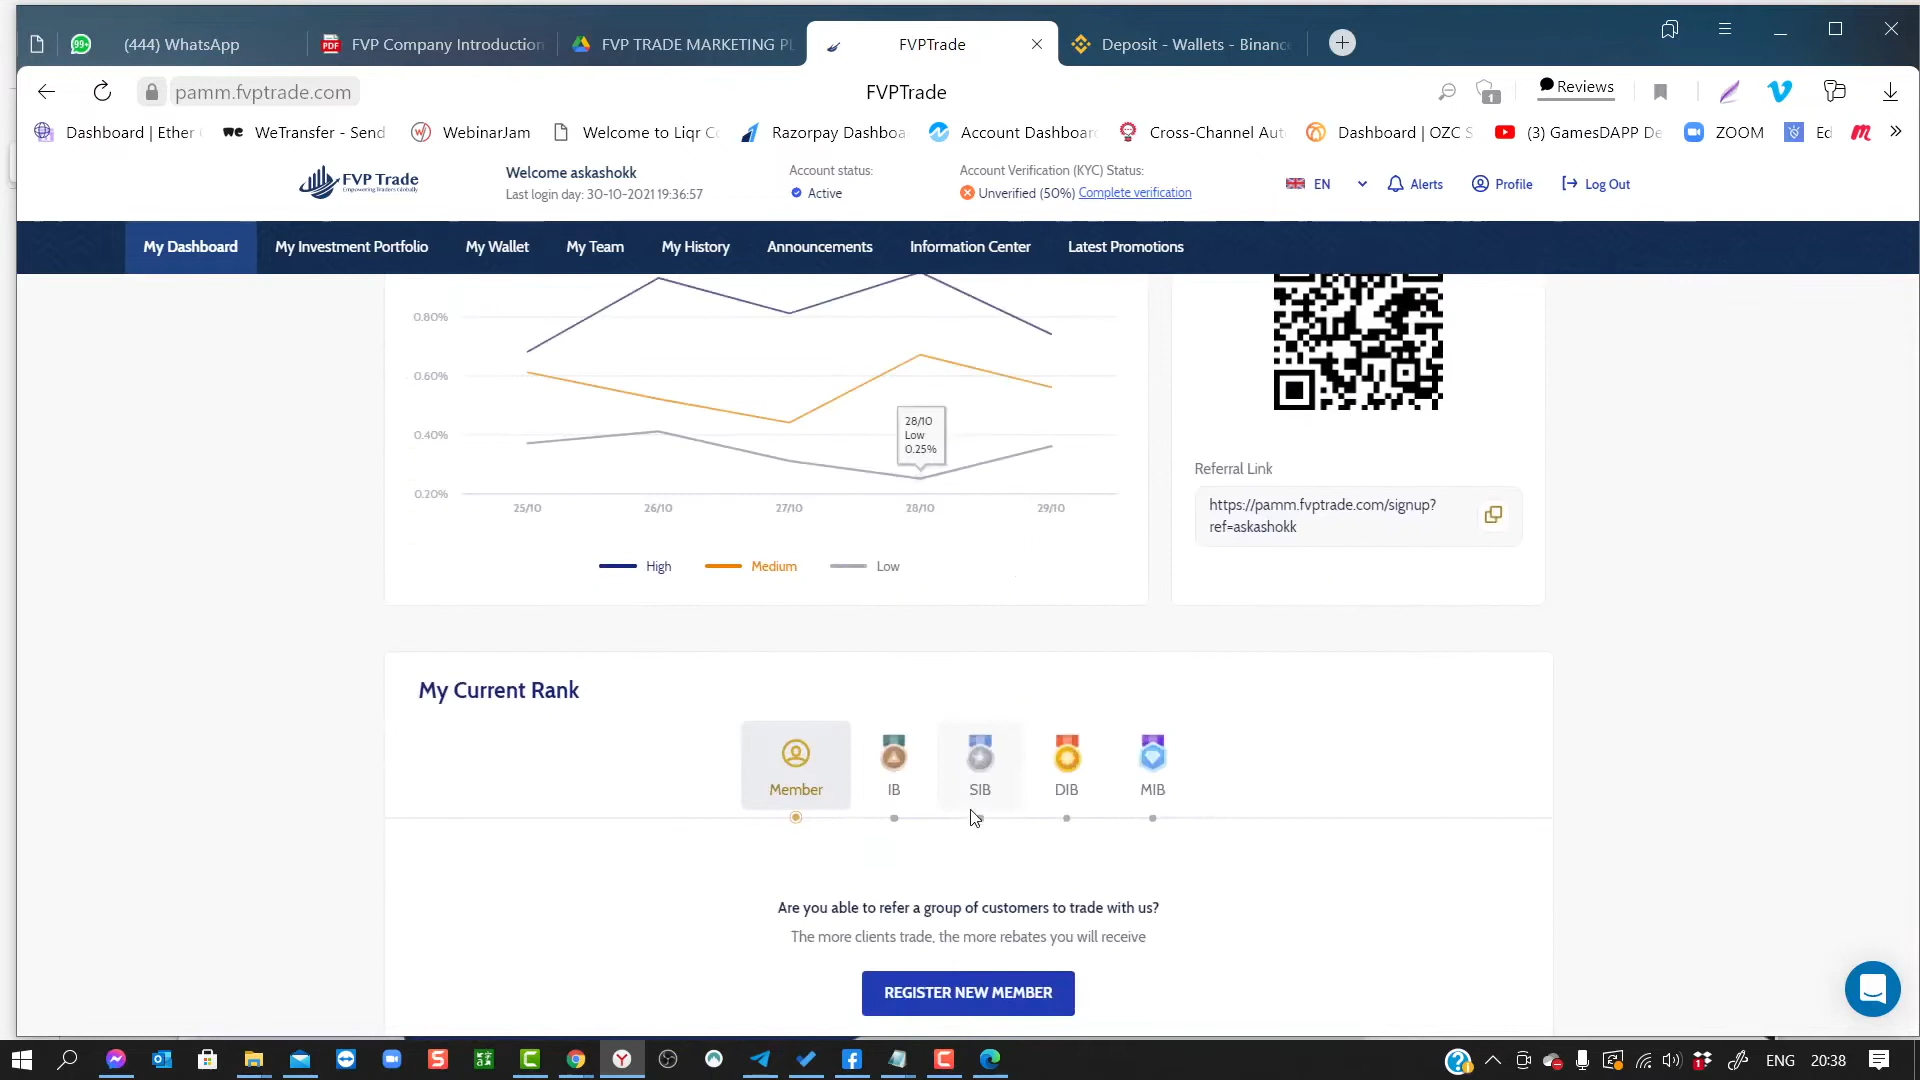 99+
(444) WhatsApp
FVP Company Introduction
FVP TRADE MARKETING PL
FVPTrade
Deposit - Wallets - Binance
pamm.fvptrade.com
FVPTrade
1
Reviews
Dashboard | Ether
WeTransfer - Send
WebinarJam
Welcome to Liqr Co
Razorpay Dashboa
Account Dashboar
Cross-Channel Aut
Dashboard | OZC S
(3) GamesDAPP De
ZOOM
Ed
FVP Trade
Empowering Traders Globally
Welcome askashokk
Last login day: 30-10-2021 19:36:57
Account status:
Active
Account Verification (KYC) Status:
Unverified (50%) Complete verification
EN
Alerts
Profile
Log Out
My Dashboard
My Investment Portfolio
My Wallet
My Team
My History
Announcements
Information Center
Latest Promotions
0.80%
0.60%
0.40%
0.20%
28/10
Low
0.25%
25/10
26/10
27/10
28/10
29/10
High
Medium
Low
Referral Link
https://pamm.fvptrade.com/signup?
ref=askashokk
My Current Rank
Member
IB
SIB
DIB
MIB
Are you able to refer a group of customers to trade with us?
The more clients trade, the more rebates you will receive
REGISTER NEW MEMBER
ENG
20:38